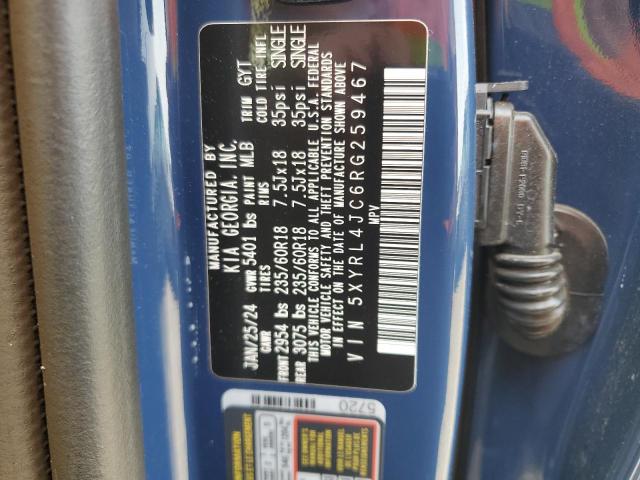 MANUFACTURED BY
KIA GEORGIA, INC.
JAN/25/24 GVWR 5401 lbs PAINT MLB TRIM GYT
GAWR TIRES RIMS COLD TIRE INFL
FRONT 2954 lbs 235/60R18 7.5Jx18 35psi SINGLE
REAR 3075 lbs 235/60R18 7.5Jx18 35psi SINGLE
THIS VEHICLE CONFORMS TO ALL APPLICABLE U.S.A. FEDERAL
MOTOR VEHICLE SAFETY AND THEFT PREVENTION STANDARDS
IN EFFECT ON THE DATE OF MANUFACTURE SHOWN ABOVE
VIN 5XYRL4JC6RG259467
MPV
5720